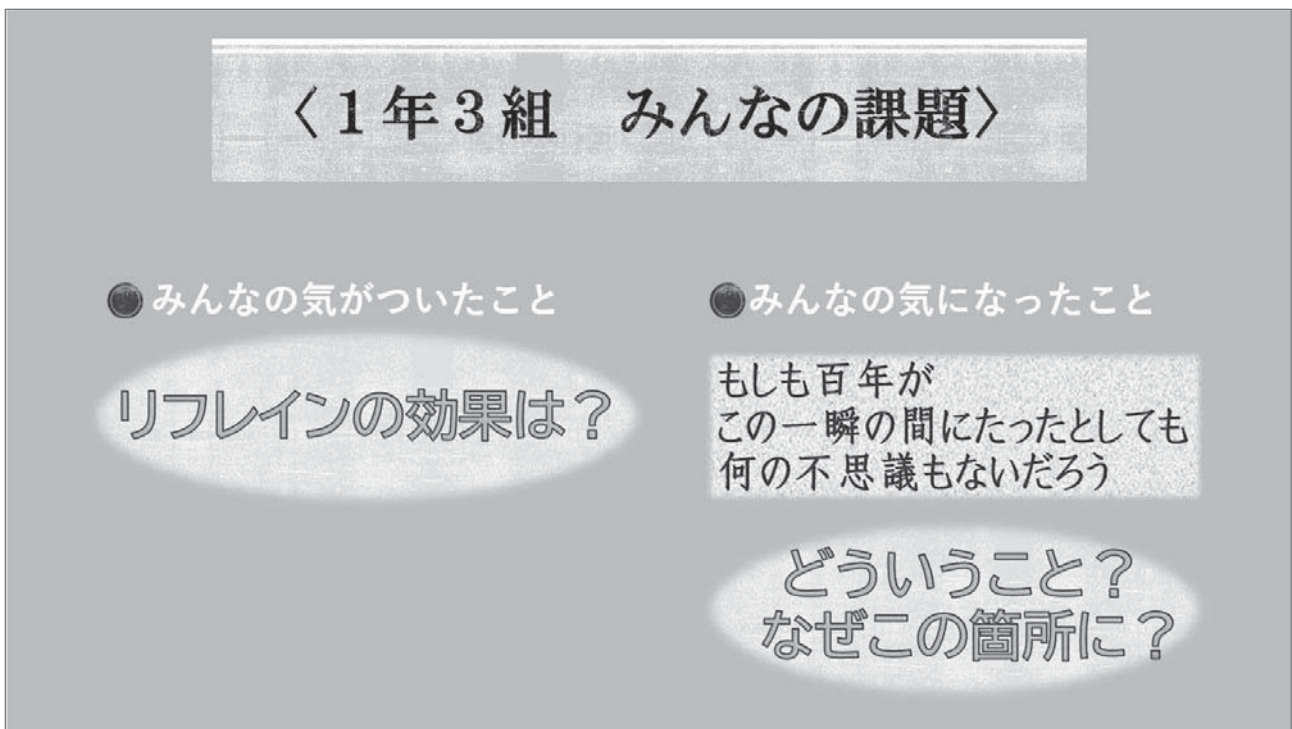 〈１年３組　みんなの課題〉
●みんなの気がついたこと
リフレインの効果は？
●みんなの気になったこと
もしも百年が
この一瞬の間にたったとしても
何の不思議もないだろう
どういうこと？
なぜこの箇所に？